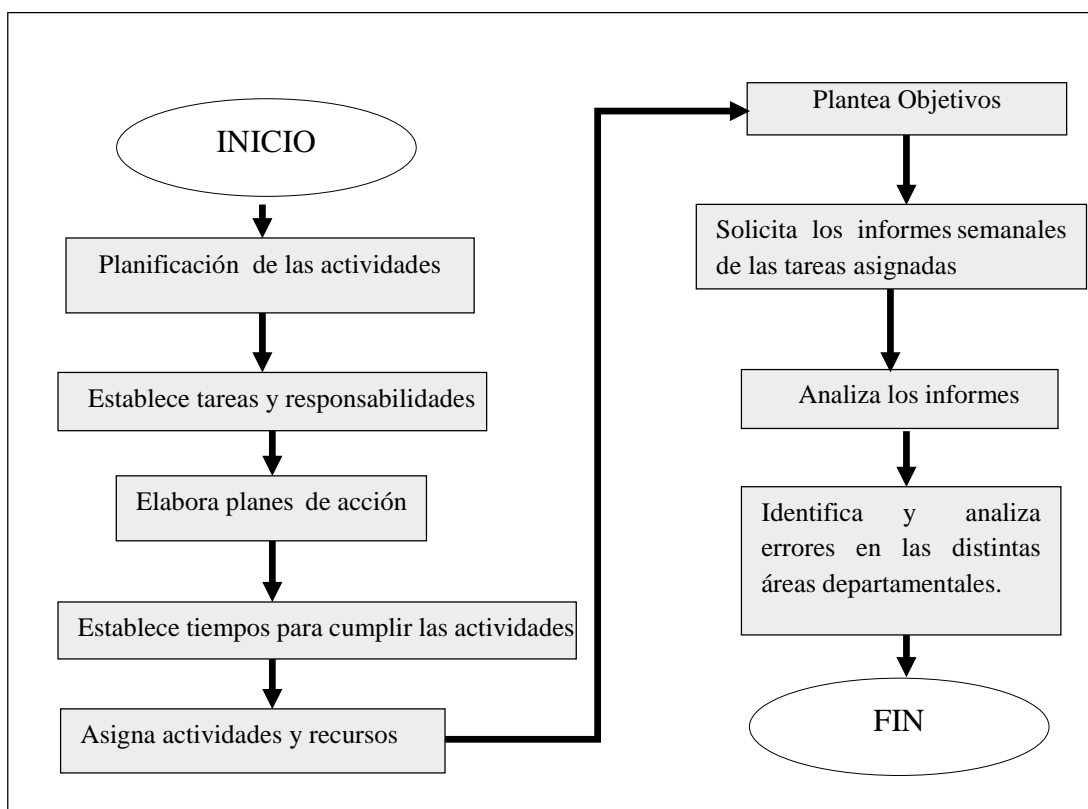 INICIO
Planificación de las actividades
Establece tareas y responsabilidades
Elabora planes de acción
Establece tiempos para cumplir las actividades
Asigna actividades y recursos
Plantea Objetivos
Solicita los informes semanales
de las tareas asignadas
Analiza los informes
Identifica y analiza
errores en las distintas
áreas departamentales.
FIN